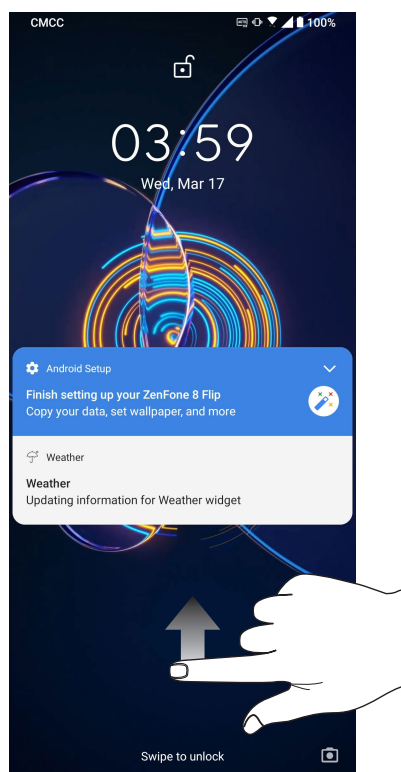 CMCC 100%
03:59
Wed, Mar 17
Android Setup
Finish setting up your ZenFone 8 Flip
Copy your data, set wallpaper, and more
Weather
Weather
Updating information for Weather widget
Swipe to unlock